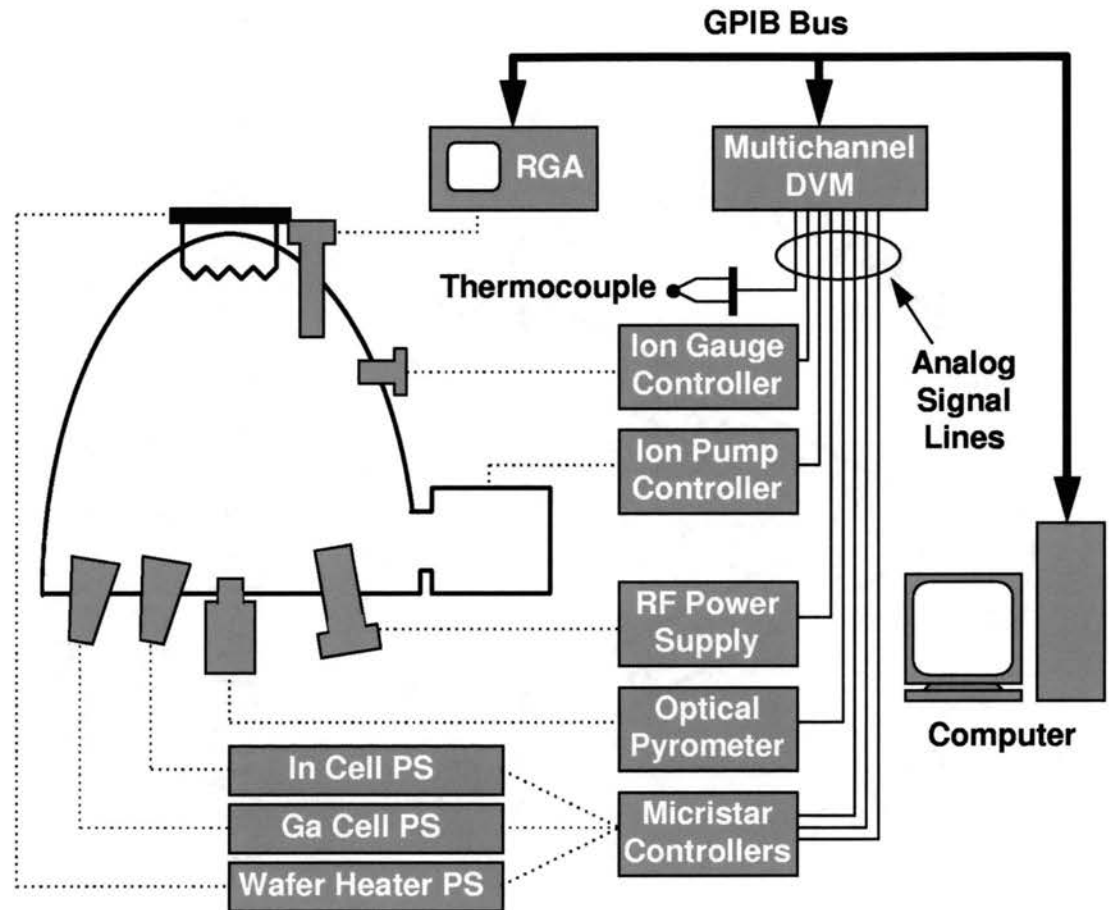 GPIB Bus
RGA
Multichannel
DVM
Thermocouple
Ion Gauge
Controller
Analog
Signal
Lines
Ion Pump
Controller
RF Power
Supply
Optical
Pyrometer
Computer
In Cell PS
Ga Cell PS
Wafer Heater PS
Micristar
Controllers